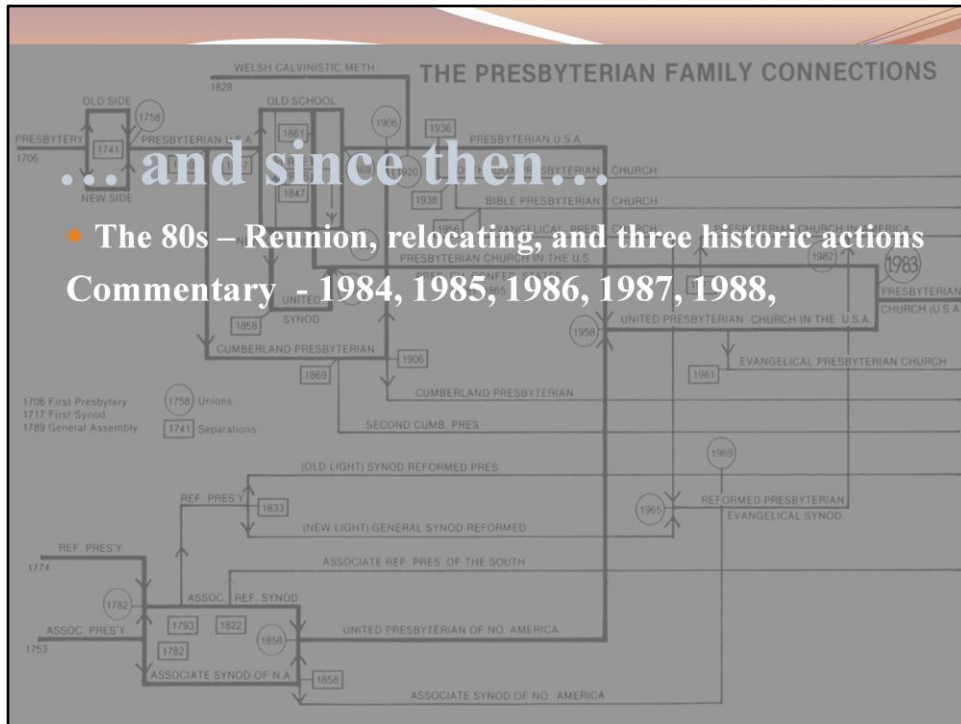 WELSH CALVINISTIC METH.
1828
THE PRESBYTERIAN FAMILY CONNECTIONS
OLD SIDE
1758
OLD SCHOOL
1861
1906
1936
PRESBYTERY
1706
1741
PRESBYTERIAN U.S.A.
PRESBYTERIAN U.S.A.
… and since then…
1920
CHURCH
NEW SIDE
1847
1938
BIBLE PRESBYTERIAN CHURCH
1956
EVANGELICAL PRES. CHURCH
• The 80s – Reunion, relocating, and three historic actions
PRESBYTERIAN CHURCH IN THE U.S.
1982
1983
Commentary - 1984, 1985, 1986, 1987, 1988,
PRESBYTERIAN
CHURCH (U.S.A.
1858
UNITED
SYNOD
1958
UNITED PRESBYTERIAN CHURCH IN THE U.S.A.
CUMBERLAND PRESBYTERIAN
1906
EVANGELICAL PRESBYTERIAN CHURCH
1869
1981
CUMBERLAND PRESBYTERIAN
1706 First Presbytery
1758 Unions
1717 First Synod
1789 General Assembly
1741 Separations
SECOND CUMB. PRES.
1969
(OLD LIGHT) SYNOD REFORMED PRES.
REF. PRES'Y
1833
1965
REFORMED PRESBYTERIAN
EVANGELICAL SYNOD
(NEW LIGHT) GENERAL SYNOD REFORMED
REF. PRES'Y
1774
ASSOCIATE REF. PRES. OF THE SOUTH
1782
ASSOC. REF. SYNOD
1793
1822
ASSOC. PRES'Y
1753
1782
1858
UNITED PRESBYTERIAN OF NO. AMERICA
ASSOCIATE SYNOD OF N.A.
1858
ASSOCIATE SYNOD OF NO. AMERICA